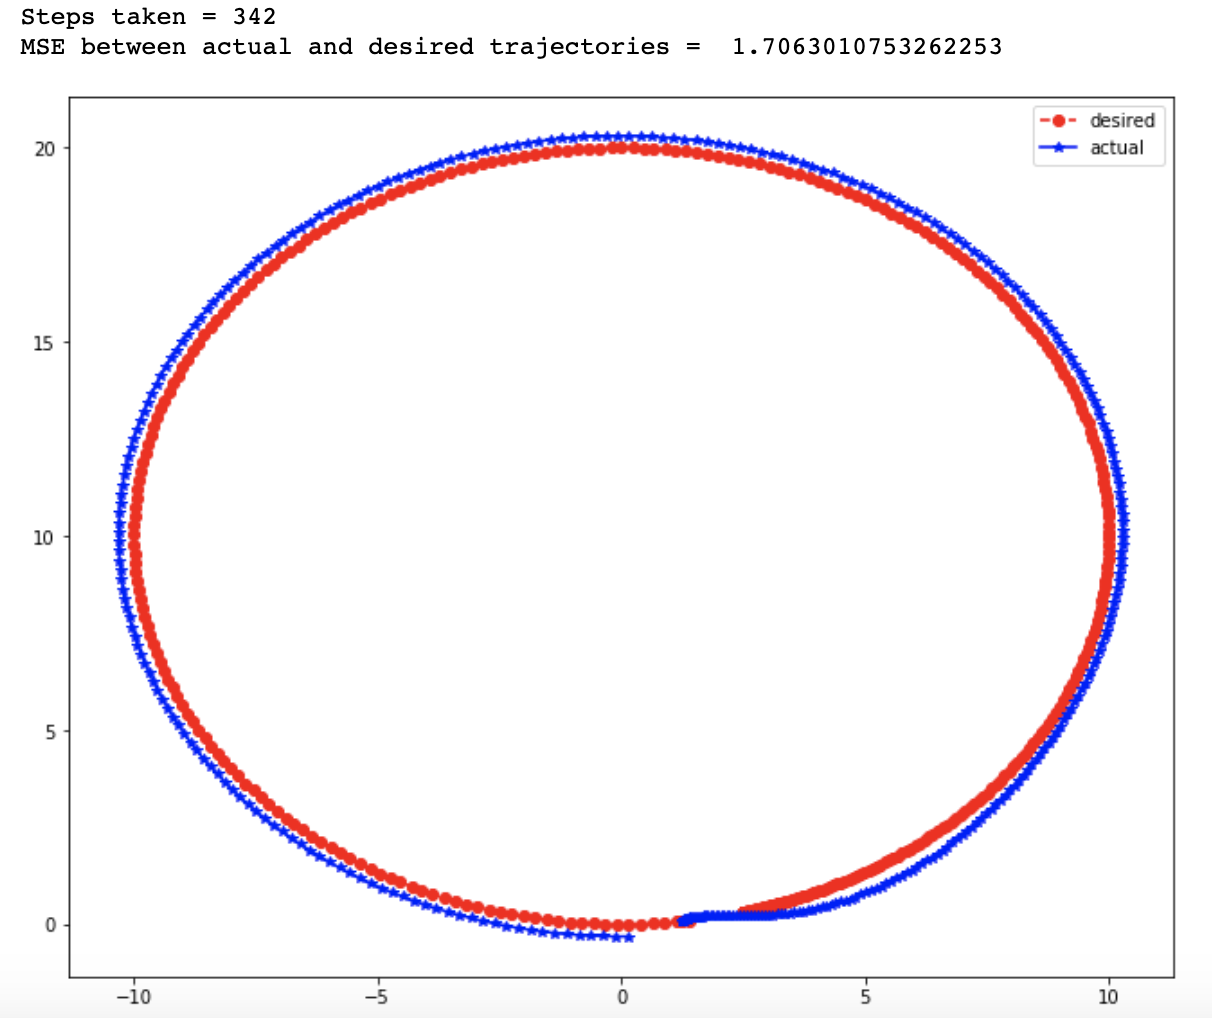 Steps taken = 342
MSE between actual and desired trajectories =  1.7063010753262253
desired
actual
20
15
10
5
0
−10
−5
0
5
10